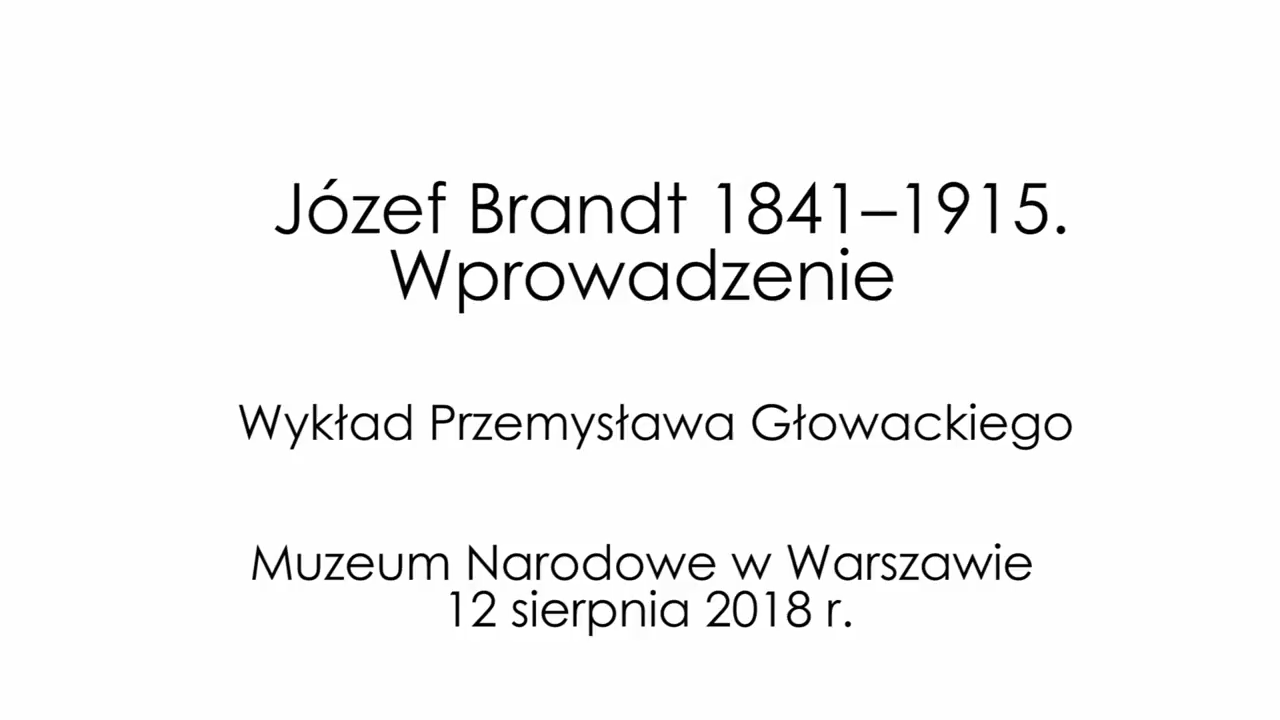 Józef Brandt 1841–1915.
Wprowadzenie
Wykład Przemysława Głowackiego
Muzeum Narodowe w Warszawie
12 sierpnia 2018 r.